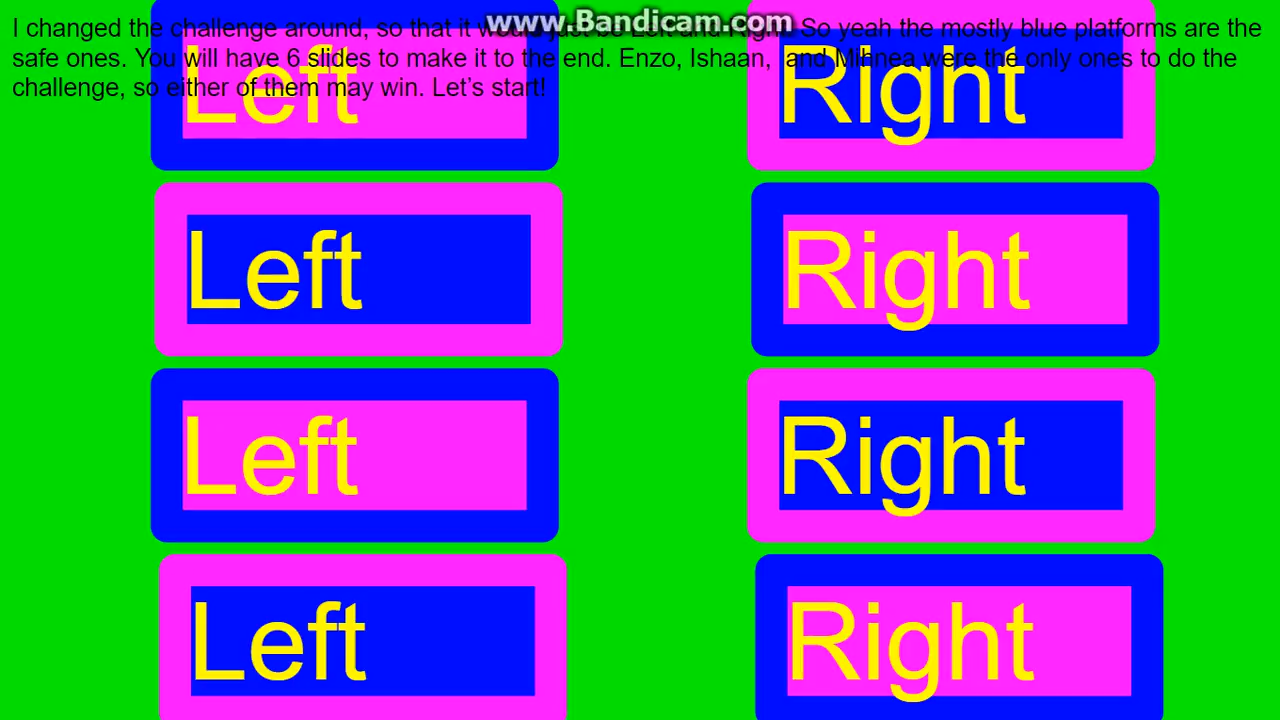 www.Bandicam.com
I changed the challenge around, so that it would just be Left and Right. So yeah the mostly blue platforms are the
safe ones. You will have 6 slides to make it to the end. Enzo, Ishaan,  and Mihnea were the only ones to do the
challenge, so either of them may win. Let’s start!
Left Right
Left Right
Left Right
Left Right